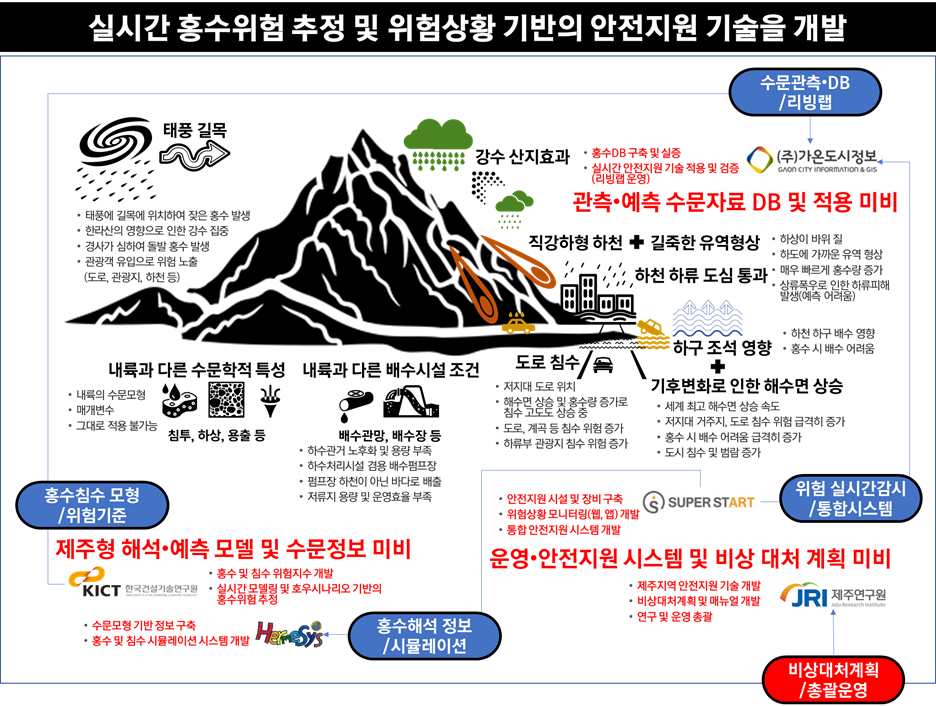 실시간 홍수위험 추정 및 위험상황 기반의 안전지원 기술을 개발
수문관측•DB
/리빙랩
태풍 길목
• 태풍에 길목에 위치하여 잦은 홍수 발생
• 한라산의 영향으로 인한 강수 집중
• 경사가 심하여 돌발 홍수 발생
• 관광객 유입으로 위험 노출
(도로, 관광지, 하천 등)
강수 산지효과
• 홍수DB 구축 및 실증
• 실시간 안전지원 기술 적용 및 검증
(리빙랩 운영)
(주)가온도시정보
GAON CITY INFORMATION & GIS
관측•예측 수문자료 DB 및 적용 미비
직강하형 하천 + 길죽한 유역형상
하천 하류 도심 통과
• 하상이 바위 질
• 하도에 가까운 유역 형상
• 매우 빠르게 홍수량 증가
• 상류폭우로 인한 하류피해
발생(예측 어려움)
하구 조석 영향
+
기후변화로 인한 해수면 상승
• 하천 하구 배수 영향
• 홍수 시 배수 어려움
• 세계 최고 해수면 상승 속도
• 저지대 거주지, 도로 침수 위험 급격히 증가
• 홍수 시 배수 어려움 급격히 증가
• 도시 침수 및 범람 증가
도로 침수
• 저지대 도로 위치
• 해수면 상승 및 홍수량 증가로
침수 고도도 상승 중
• 도로, 계곡 등 침수 위험 증가
• 하류부 관광지 침수 위험 증가
내륙과 다른 수문학적 특성
• 내륙의 수문모형
• 매개변수
• 그대로 적용 불가능
침투, 하상, 용출 등
내륙과 다른 배수시설 조건
배수관망, 배수장 등
• 하수관거 노후화 및 용량 부족
• 하수처리시설 겸용 배수펌프장
• 펌프장 하천이 아닌 바다로 배출
• 저류지 용량 및 운영효율 부족
홍수침수 모형
/위험기준
제주형 해석•예측 모델 및 수문정보 미비
KICT 한국건설기술연구원
• 홍수 및 침수 위험지수 개발
• 실시간 모델링 및 호우시나리오 기반의
홍수위험 추정
• 수문모형 기반 정보 구축
• 홍수 및 침수 시뮬레이션 시스템 개발
HermeSys
홍수해석 정보
/시뮬레이션
• 안전지원 시설 및 장비 구축
• 위험상황 모니터링(웹, 앱) 개발
• 통합 안전지원 시스템 개발
SUPER START
위험 실시간감시
/통합시스템
운영•안전지원 시스템 및 비상 대처 계획 미비
• 제주지역 안전지원 기술 개발
• 비상대처계획 및 매뉴얼 개발
• 연구 및 운영 총괄
JRI 제주연구원
Jeju Research Institute
비상대처계획
/총괄운영